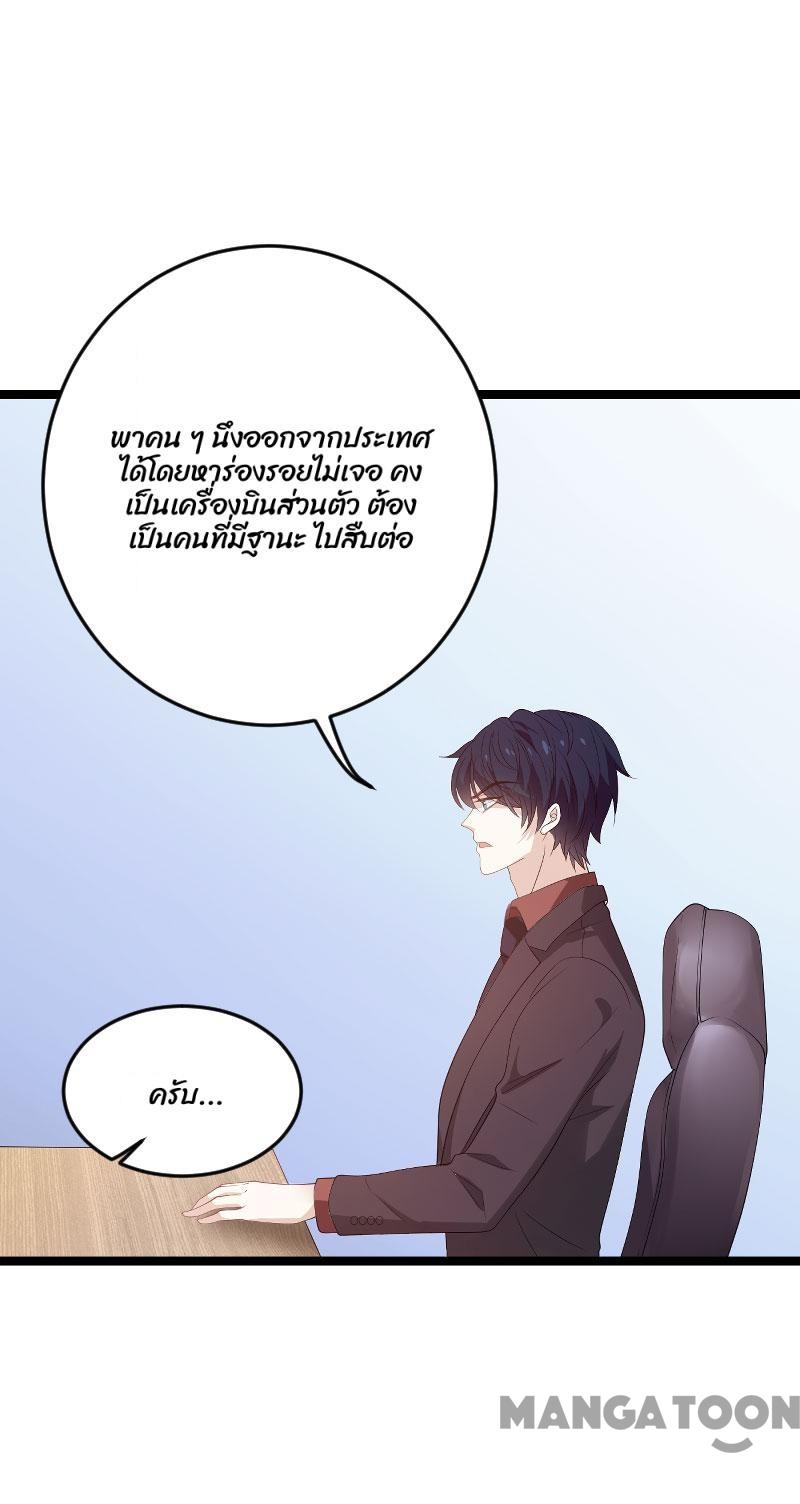 พาคน ๆ นึงออกจากประเทศ
ได้โดยหาร่องรอยไม่เจอ คง
เป็นเครื่องบินส่วนตัว ต้อง
เป็นคนที่มีฐานะ ไปสืบต่อ
ครับ...
MANGATOON